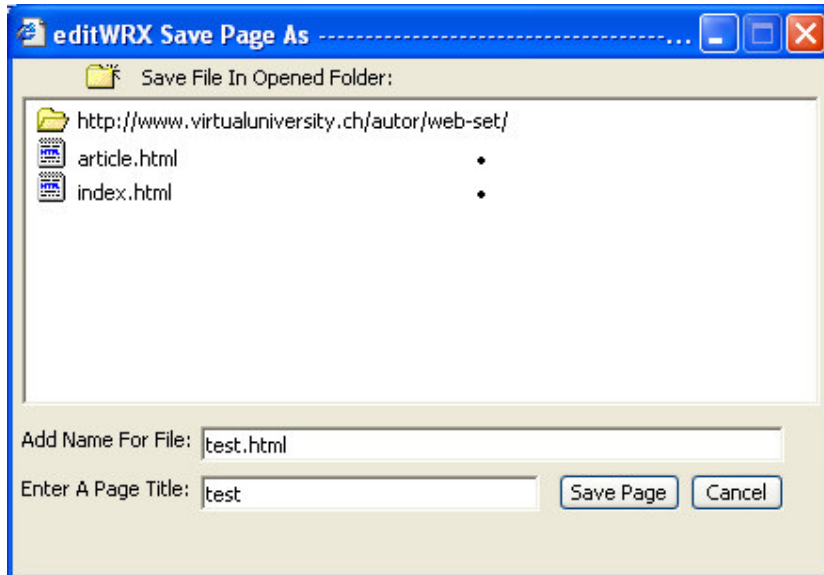 editWRX Save Page As -------------------------------------...
Save File In Opened Folder:
http://www.virtualuniversity.ch/autor/web-set/
article.html •
index.html •
Add Name For File: test.html
Enter A Page Title: test Save Page Cancel